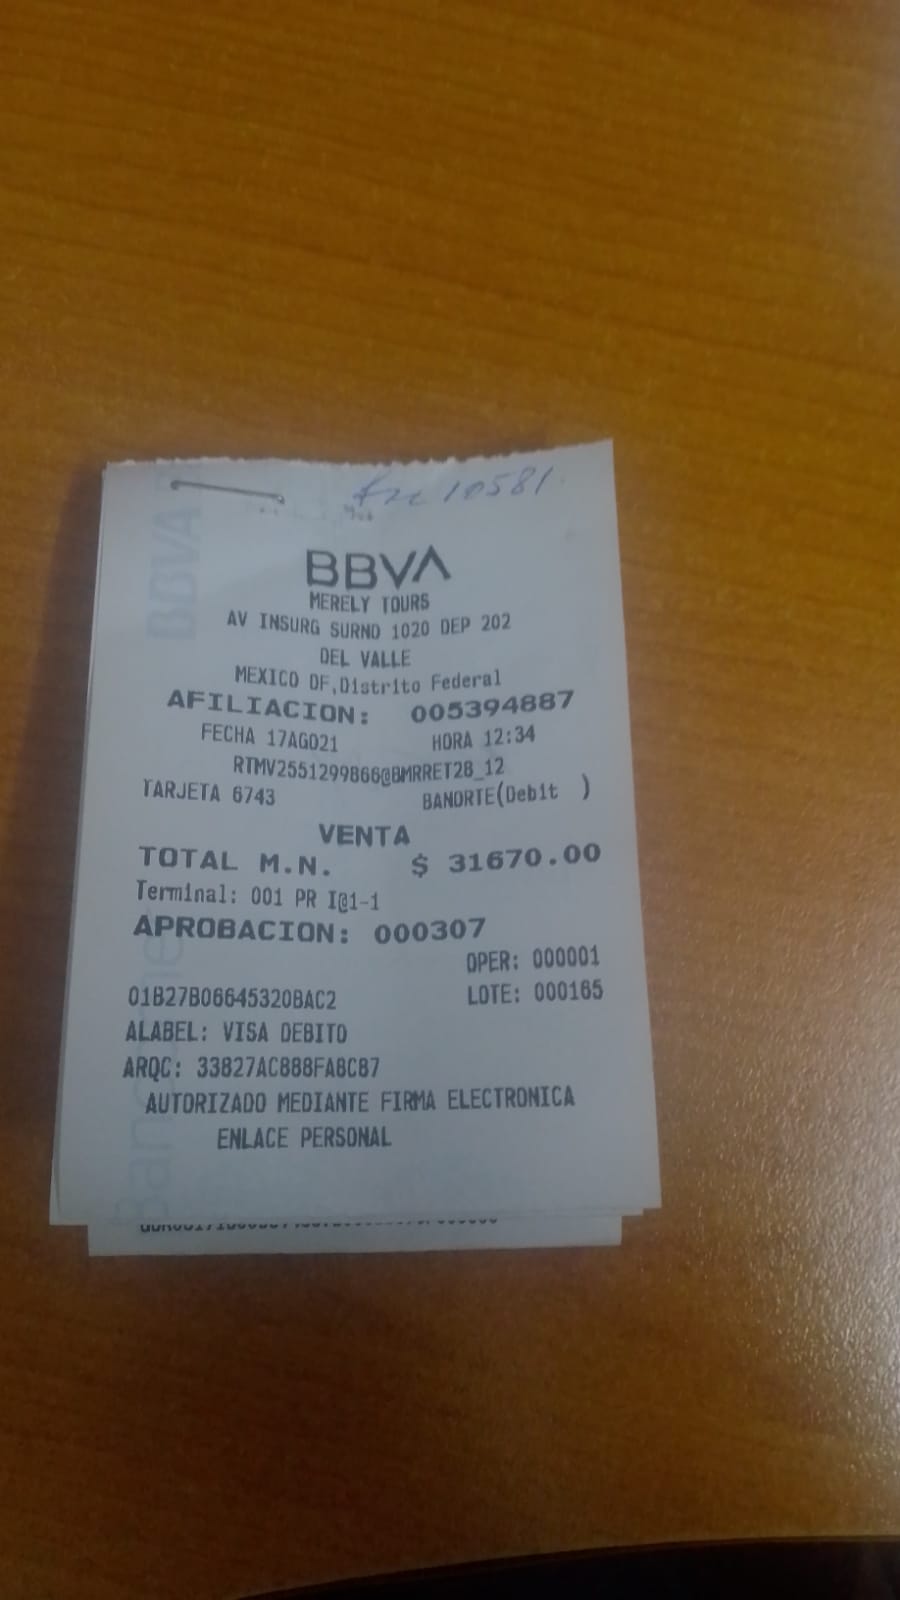 10581
BBVA
MERELY TOURS
AV INSURG SURNO 1020 DEP 202
DEL VALLE
MEXICO DF,Distrito Federal
AFILIACION: 005394887
FECHA 17AGO21 HORA 12:34
RTMV2551299866@BMRRET28_12
TARJETA 6743 BANORTE(Debit )
VENTA
TOTAL M.N. $ 31670.00
Terminal: 001 PR I@1-1
APROBACION: 000307
OPER: 000001
01B27B06645320BAC2 LOTE: 000165
ALABEL: VISA DEBITO
ARQC: 33B27AC888FA8CB7
AUTORIZADO MEDIANTE FIRMA ELECTRONICA
ENLACE PERSONAL
BBVA